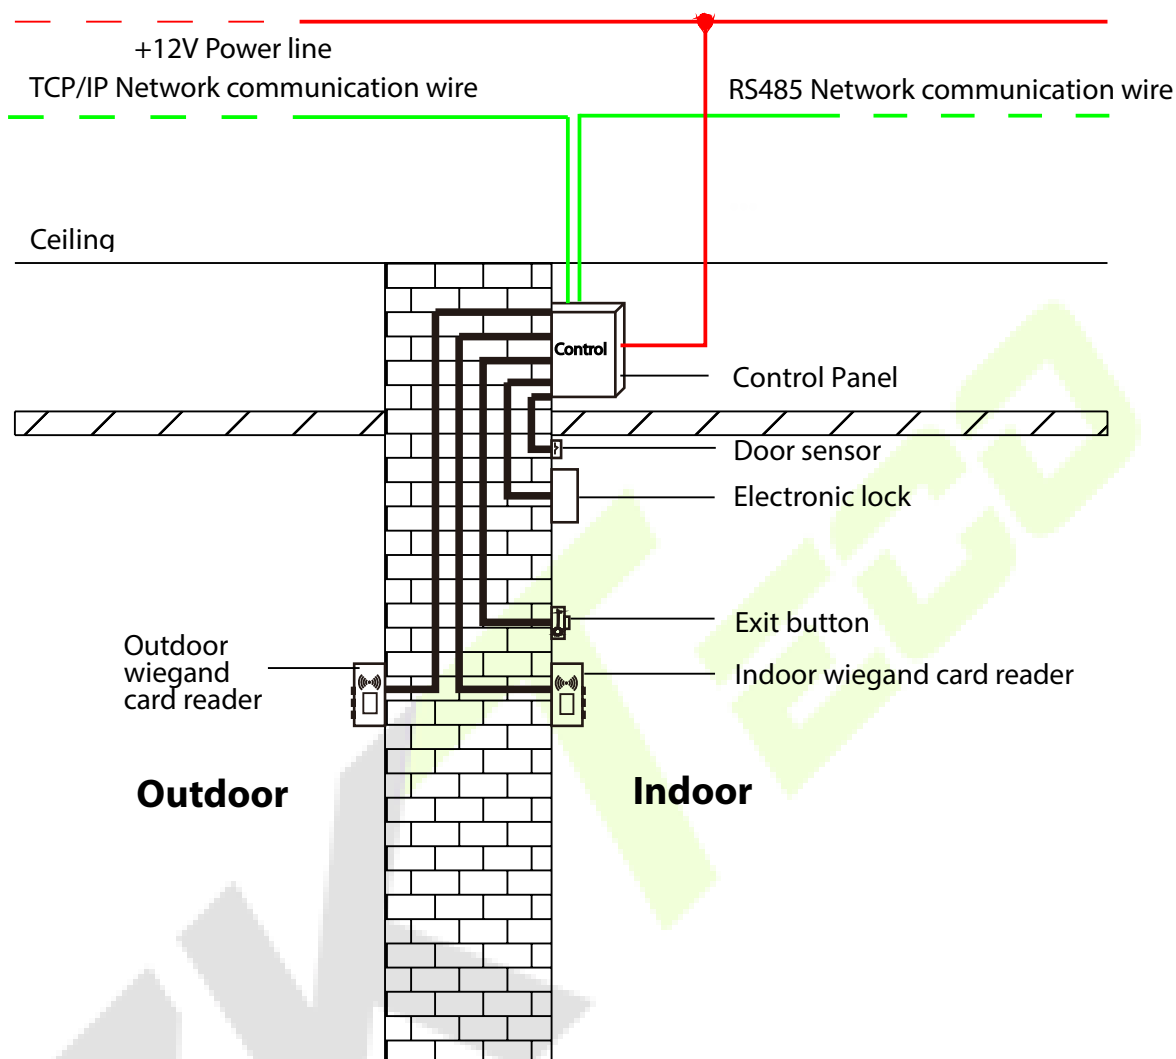 +12V Power line
TCP/IP Network communication wire
RS485 Network communication wire
Ceiling
Control
Control Panel
Door sensor
Electronic lock
Exit button
Outdoor
wiegand
card reader
Indoor wiegand card reader
Outdoor
Indoor
ZKTECO